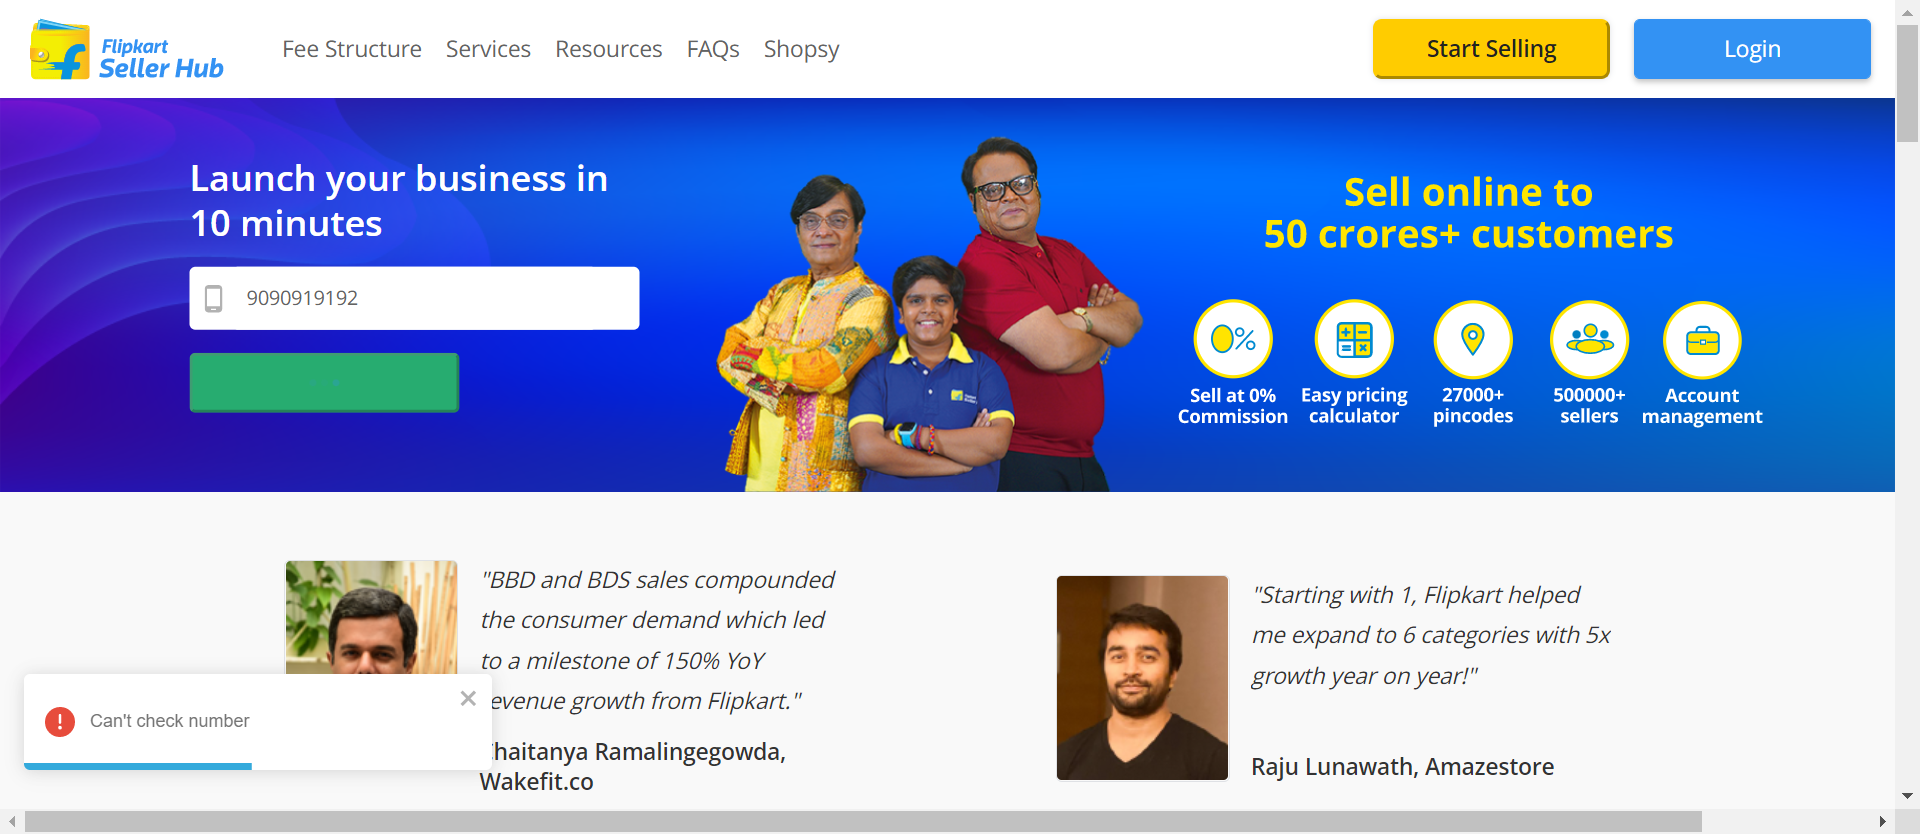 Flipkart
Seller Hub
Fee Structure
Services
Resources
FAQs
Shopsy
Start Selling
Login
Launch your business in
10 minutes
9090919192
Sell online to
50 crores+ customers
%
Sell at 0%
Commission
Easy pricing
calculator
27000+
pincodes
500000+
sellers
Account
management
"BBD and BDS sales compounded
the consumer demand which led
to a milestone of 150% YoY
evenue growth from Flipkart."
haitanya Ramalingegowda,
Wakefit.co
"Starting with 1, Flipkart helped
me expand to 6 categories with 5x
growth year on year!"
Raju Lunawath, Amazestore
Can't check number